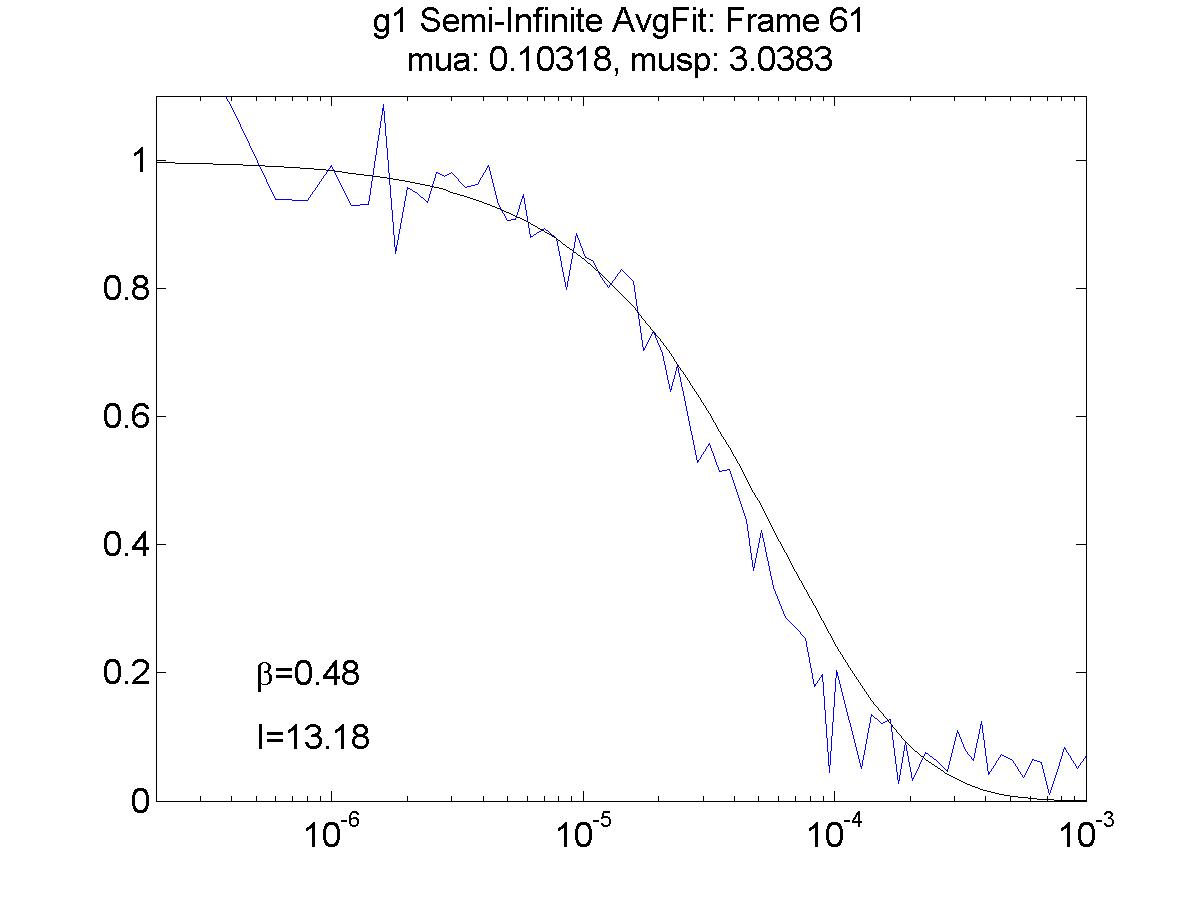 g1 Semi-Infinite AvgFit: Frame 61
mua: 0.10318, musp: 3.0383
1
0.8
0.6
0.4
0.2
0
β=0.48
I=13.18
10^-6
10^-5
10^-4
10^-3